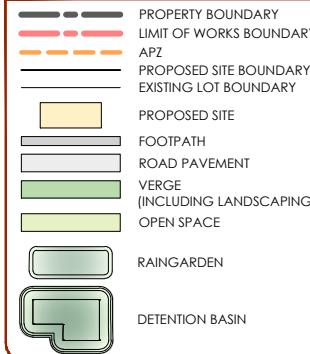 PROPERTY BOUNDARY
LIMIT OF WORKS BOUNDARY
APZ
PROPOSED SITE BOUNDARY
EXISTING LOT BOUNDARY
PROPOSED SITE
FOOTPATH
ROAD PAVEMENT
VERGE
(INCLUDING LANDSCAPING
OPEN SPACE
RAINGARDEN
DETENTION BASIN